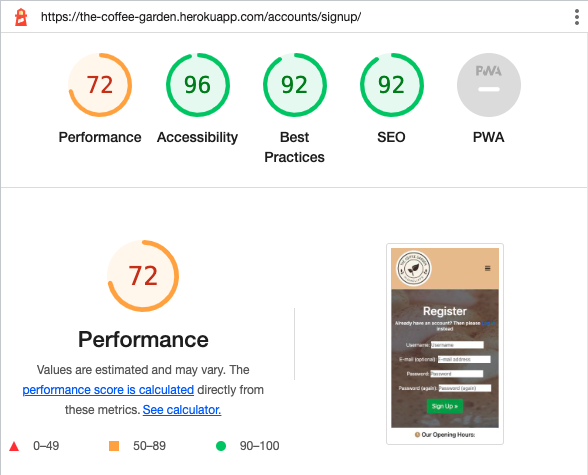 https://the-coffee-garden.herokuapp.com/accounts/signup/
72
96
92
92
PWA
Performance
Accessibility
Best
Practices
SEO
PWA
72
Performance
Values are estimated and may vary. The
performance score is calculated directly from
these metrics. See calculator.
0–49
50–89
90–100
THE COFFEE GARDEN
Register
Already have an account? Then please
instead
Username: Username
E-mail (optional): E-mail address
Password: Password
Password (again): Password (again)
Sign Up »
Our Opening Hours: